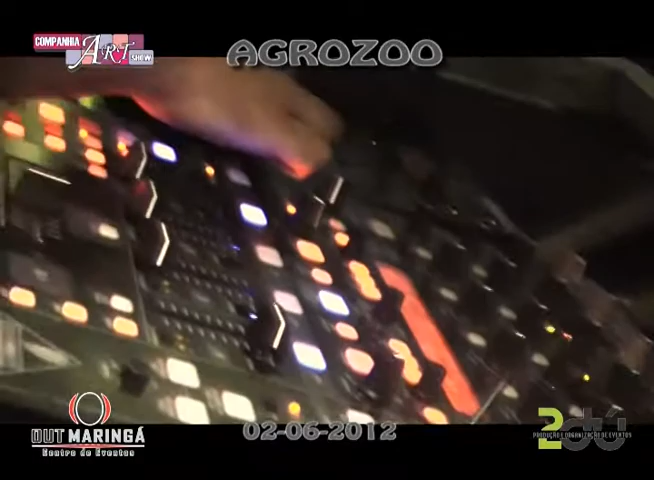 COMPANHIA
ART
SHOW
AGROZOO
OUT MARINGÁ
Centro de Eventos
02-06-2012
PRODUÇÃO E ORGANIZAÇÃO DE EVENTOS